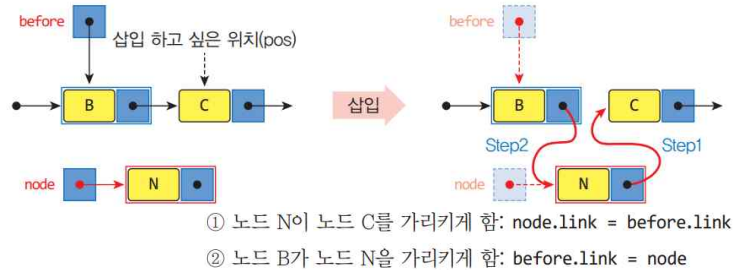 before
삽입 하고 싶은 위치(pos)
B
C
node
N
삽입
before
B
C
Step2
Step1
node
N
① 노드 N이 노드 C를 가리키게 함: node.link = before.link
② 노드 B가 노드 N을 가리키게 함: before.link = node